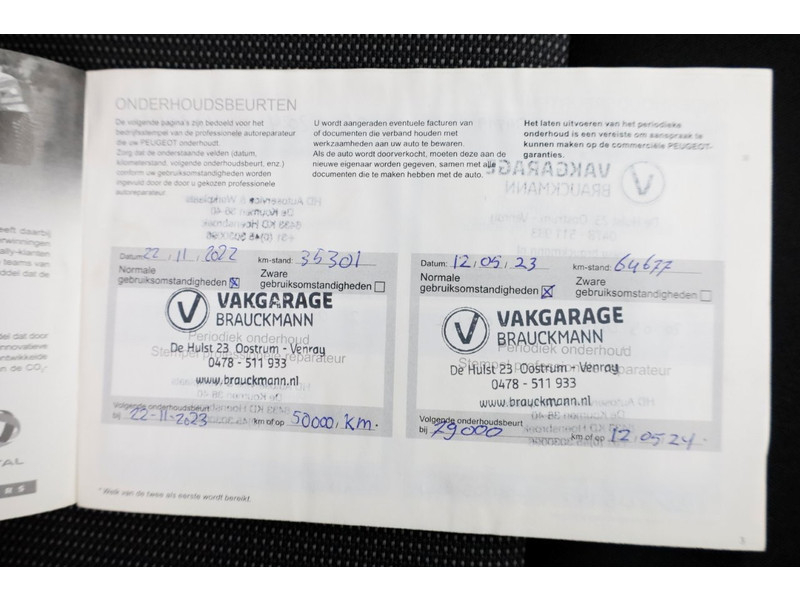 ONDERHOUDSBEURTEN
De volgende pagina's zijn bedoeld voor het
bedrijfsstempel van de professionele autoreparateur
die uw PEUGEOT onderhoudt.
Zorg dat de onderstaande velden (datum,
kilometerstand, volgende onderhoudsbeurt, enz.)
conform uw gebruiksomstandigheden worden
ingevuld door de door u gekozen professionele
autoreparateur.
U wordt aangeraden eventuele facturen van
of documenten die verband houden met
werkzaamheden aan uw auto te bewaren.
Als de auto wordt doorverkocht, moeten deze aan de
nieuwe eigenaar worden gegeven, samen met alle
documenten die te maken hebben met de auto.
Het laten uitvoeren van het periodieke
onderhoud is een vereiste om aanspraak te
kunnen maken op de commerciële PEUGEOT-
garanties.
Datum: 22, 11, 2022 km-stand: 35301
Normale
gebruiksomstandigheden
Zware
gebruiksomstandigheden
VAKGARAGE
BRAUCKMANN
Periodiek onderhoud
De Hulst 23 Oostrum - Venray
0478 - 511 933
www.brauckmann.nl
Volgende onderhoudsbeurt
bij 22-11-2023 km of op 50000, km.
Datum: 12, 05, 23 km-stand: 64677
Normale
gebruiksomstandigheden
Zware
gebruiksomstandigheden
VAKGARAGE
BRAUCKMANN
Periodiek onderhoud
De Hulst 23 Oostrum - Venray
0478 - 511 933
www.brauckmann.nl
Volgende onderhoudsbeurt
bij 79000 km of op 12, 05 24.
* Welk van de twee als eerste wordt bereikt.